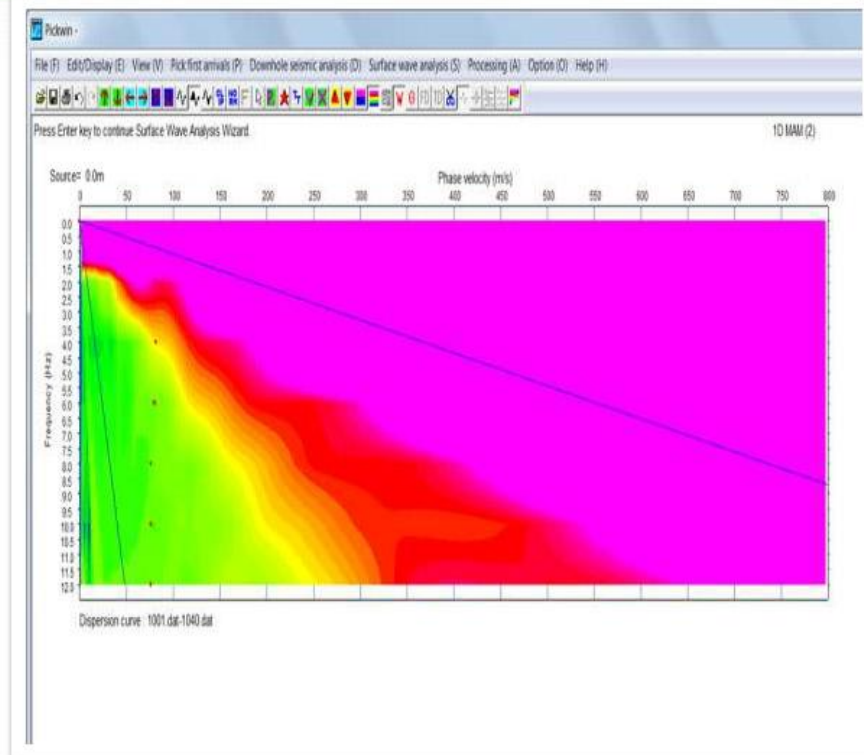 Pickwin -
File (F) Edit/Display (E) View (V) Pick first arrivals (P) Downhole seismic analysis (D) Surface wave analysis (S) Processing (A) Option (O) Help (H)
Press Enter key to continue Surface Wave Analysis Wizard.
1D MAM (2)
Source= 0.0m
Phase velocity (m/s)
0 50 100 150 200 250 300 350 400 450 500 550 600 650 700 750 800
Frequency (Hz)
0.0
0.5
1.0
1.5
2.0
2.5
3.0
3.5
4.0
4.5
5.0
5.5
6.0
6.5
7.0
7.5
8.0
8.5
9.0
9.5
10.0
10.5
11.0
11.5
12.0
Dispersion curve : 1001.dat-1040.dat